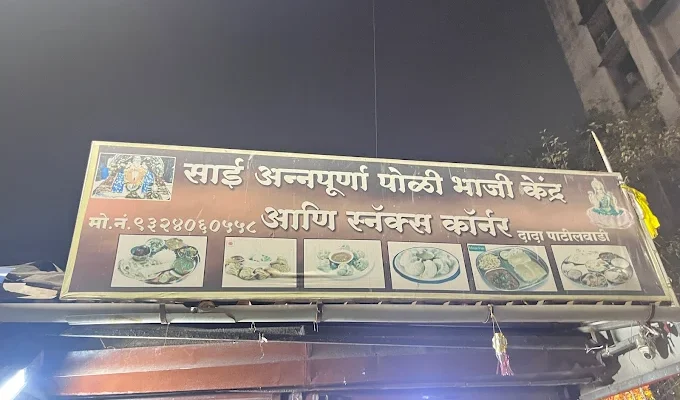 साई अन्नपूर्णा पोळी भाजी केंद्र
मो.नं.९३२४०६०५५८ आणि स्नॅक्स कॉर्नर दादा पाटीलवाडी